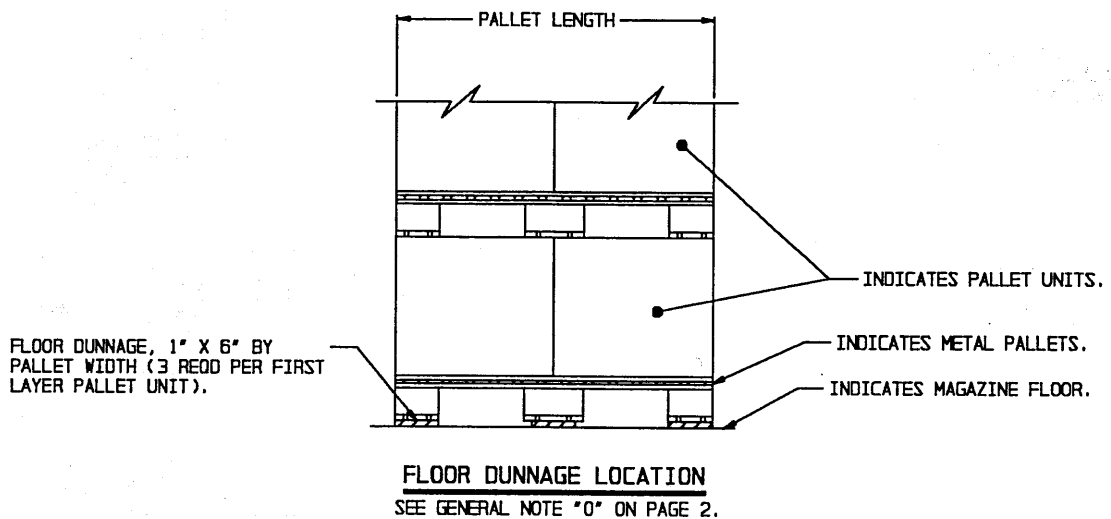 PALLET LENGTH
INDICATES PALLET UNITS.
FLOOR DUNNAGE, 1" X 6" BY
PALLET WIDTH (3 REQD PER FIRST
LAYER PALLET UNIT).
INDICATES METAL PALLETS.
INDICATES MAGAZINE FLOOR.
FLOOR DUNNAGE LOCATION
SEE GENERAL NOTE "O" ON PAGE 2.